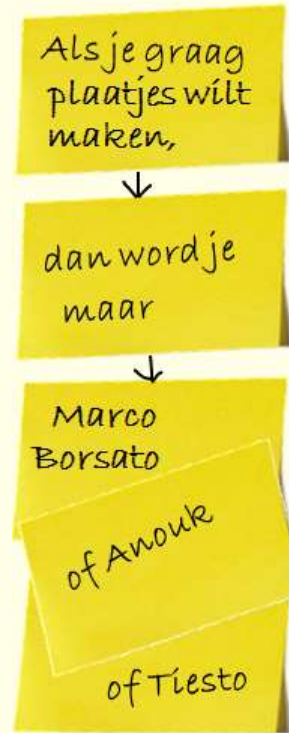 Als je graag
plaatjes wilt
maken,
dan word je
maar
Marco
Borsato
of Anouk
of Tiesto